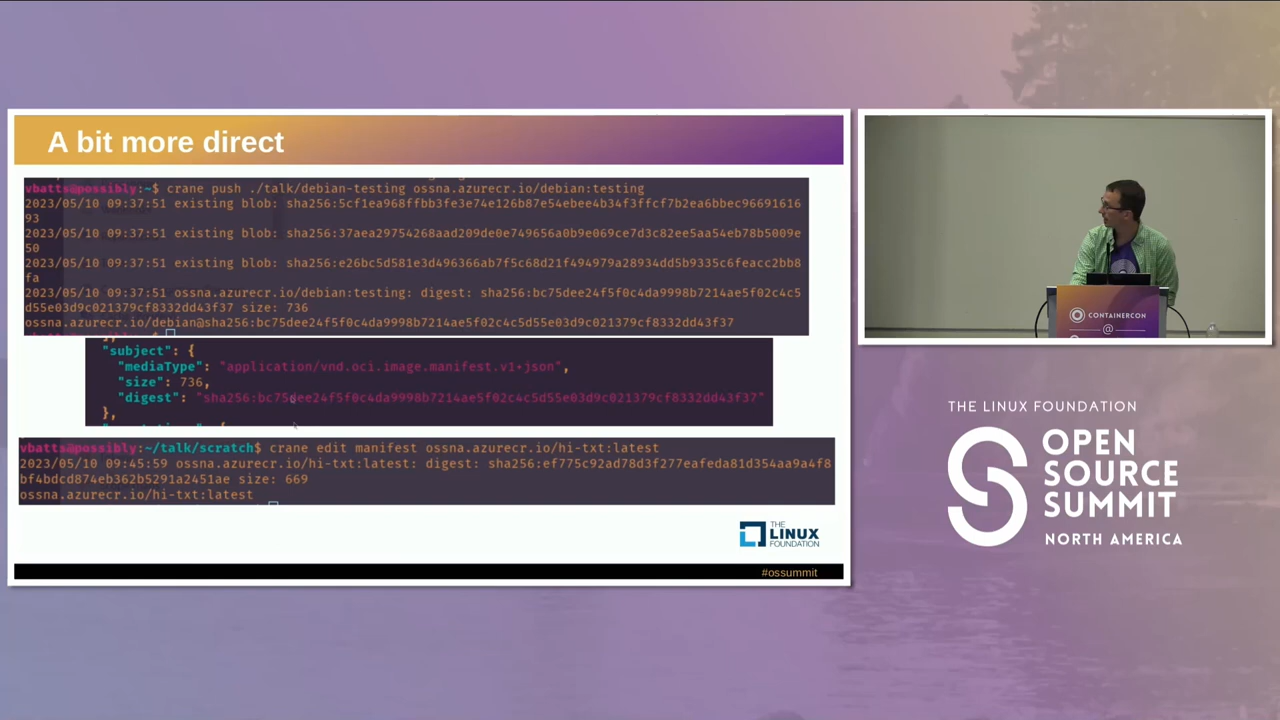 A bit more direct
vbatts@possibly:~$ crane push ./talk/debian-testing ossna.azurecr.io/debian:testing
2023/05/10 09:37:51 existing blob: sha256:5cf1ea968ffbb3fe3e74e126b87e54ebee4b34f3ffcf7b2ea6bbec96691616
93
2023/05/10 09:37:51 existing blob: sha256:37aea29754268aad209de0e749656a0b9e069ce7d3c82ee5aa54eb78b5009e
50
2023/05/10 09:37:51 existing blob: sha256:e26bc5d581e3d496366ab7f5c68d21f494979a28934dd5b9335c6feacc2bb8
fa
2023/05/10 09:37:51 ossna.azurecr.io/debian:testing: digest: sha256:bc75dee24f5f0c4da9998b7214ae5f02c4c5
d55e03d9c021379cf8332dd43f37 size: 736
ossna.azurecr.io/debian@sha256:bc75dee24f5f0c4da9998b7214ae5f02c4c5d55e03d9c021379cf8332dd43f37
"subject": {
"mediaType": "application/vnd.oci.image.manifest.v1+json",
"size": 736,
"digest": "sha256:bc75dee24f5f0c4da9998b7214ae5f02c4c5d55e03d9c021379cf8332dd43f37"
},
vbatts@possibly:~/talk/scratch$ crane edit manifest ossna.azurecr.io/hi-txt:latest
2023/05/10 09:45:59 ossna.azurecr.io/hi-txt:latest: digest: sha256:ef775c92ad78d3f277eafeda81d354aa9a4f8
bf4bdcd874eb362b5291a2451ae size: 669
ossna.azurecr.io/hi-txt:latest
THE
LINUX
FOUNDATION
#ossummit
CONTAINERCON
@
THE LINUX FOUNDATION
OPEN
SOURCE
SUMMIT
NORTH AMERICA